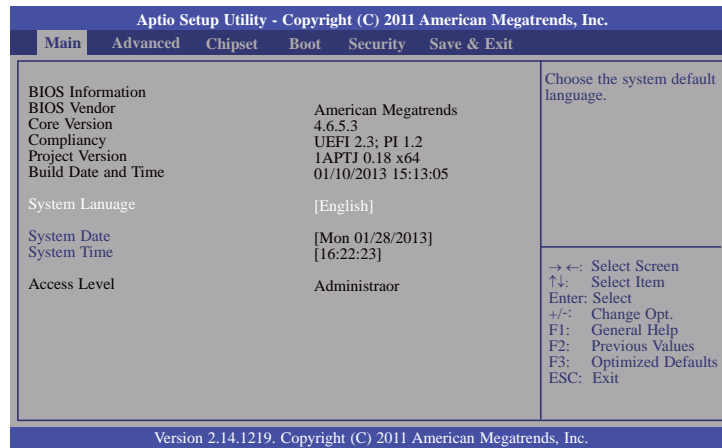 Aptio Setup Utility - Copyright (C) 2011 American Megatrends, Inc.
Main Advanced Chipset Boot Security Save & Exit
BIOS Information
BIOS Vendor American Megatrends
Core Version 4.6.5.3
Compliancy UEFI 2.3; PI 1.2
Project Version 1APTJ 0.18 x64
Build Date and Time 01/10/2013 15:13:05
System Lanuage [English]
System Date [Mon 01/28/2013]
System Time [16:22:23]
Access Level Administraor
Choose the system default
language.
→ ←: Select Screen
↑↓: Select Item
Enter: Select
+/-: Change Opt.
F1: General Help
F2: Previous Values
F3: Optimized Defaults
ESC: Exit
Version 2.14.1219. Copyright (C) 2011 American Megatrends, Inc.